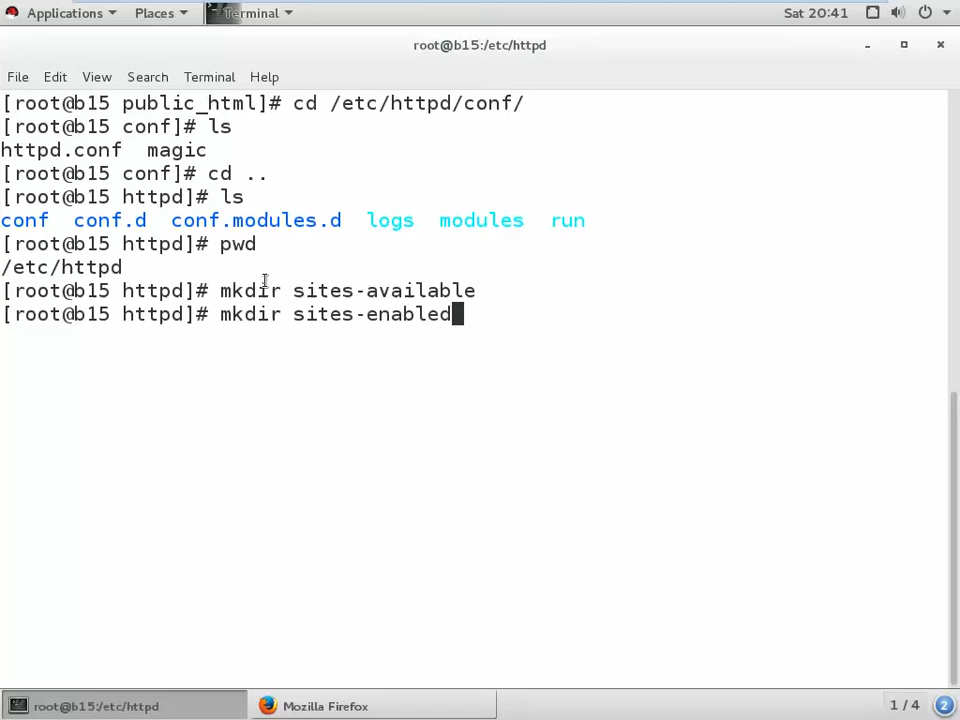 Applications Places Terminal Sat 20:41
root@b15:/etc/httpd
File Edit View Search Terminal Help
[root@b15 public_html]# cd /etc/httpd/conf/
[root@b15 conf]# ls
httpd.conf  magic
[root@b15 conf]# cd ..
[root@b15 httpd]# ls
conf  conf.d  conf.modules.d  logs  modules  run
[root@b15 httpd]# pwd
/etc/httpd
[root@b15 httpd]# mkdir sites-available
[root@b15 httpd]# mkdir sites-enabled
root@b15:/etc/httpd Mozilla Firefox 1 / 4 2